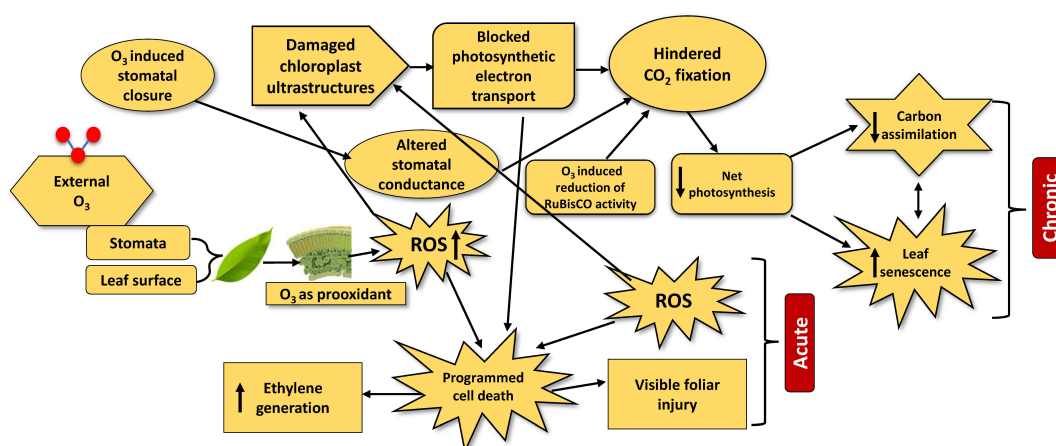 O₃ induced
stomatal
closure
Damaged
chloroplast
ultrastructures
Blocked
photosynthetic
electron
transport
Hindered
CO₂ fixation
Carbon
assimilation
External
O₃
Altered
stomatal
conductance
O₃ induced
reduction of
RuBisCO activity
Net
photosynthesis
Chronic
Stomata
Leaf surface
O₃ as prooxidant
ROS
Leaf
senescence
ROS
Acute
Ethylene
generation
Programmed
cell death
Visible foliar
injury